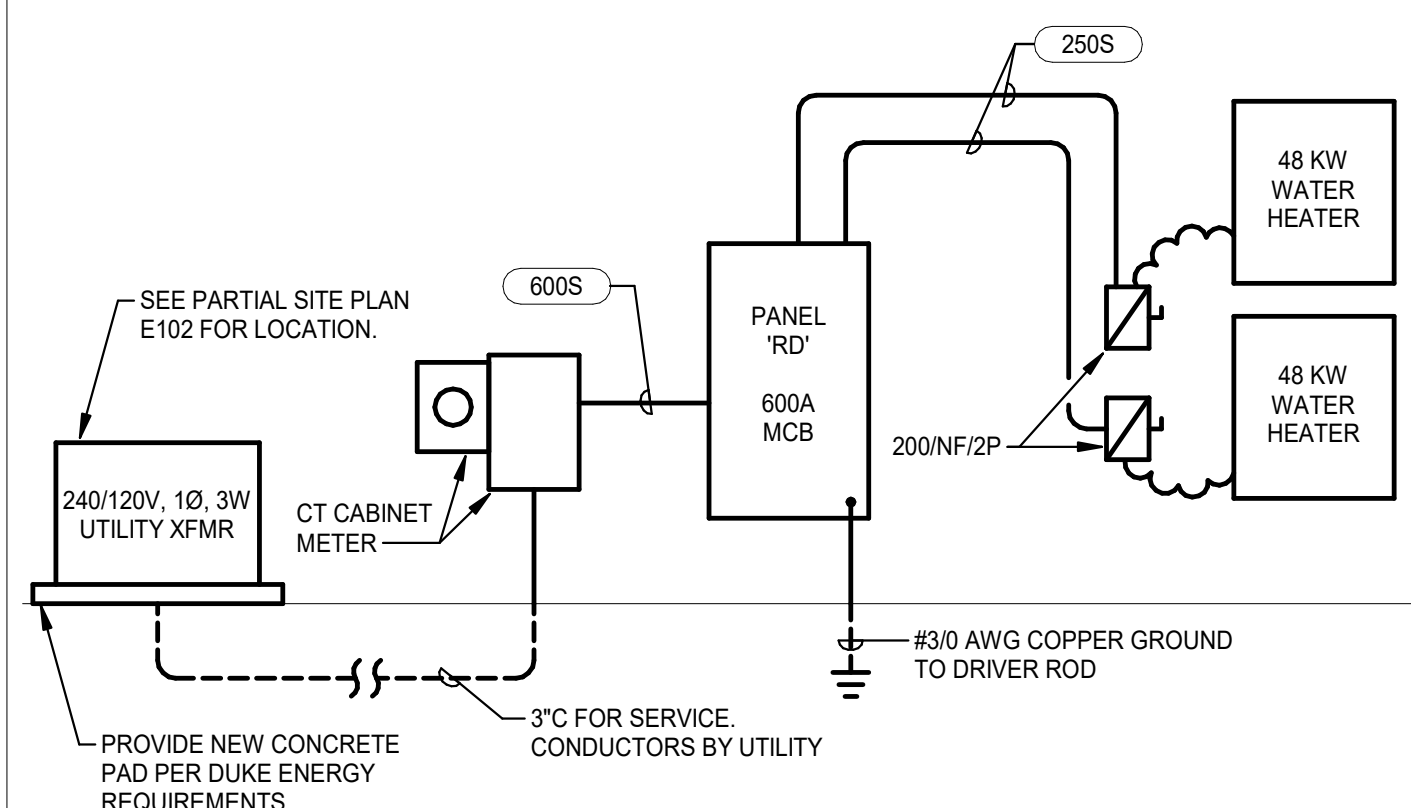 250S
48 KW
WATER
HEATER
600S
SEE PARTIAL SITE PLAN
E102 FOR LOCATION.
PANEL
'RD'
600A
MCB
48 KW
WATER
HEATER
200/NF/2P
240/120V, 1Ø, 3W
UTILITY XFMR
CT CABINET
METER
#3/0 AWG COPPER GROUND
TO DRIVER ROD
3"C FOR SERVICE.
CONDUCTORS BY UTILITY
PROVIDE NEW CONCRETE
PAD PER DUKE ENERGY
REQUIREMENTS